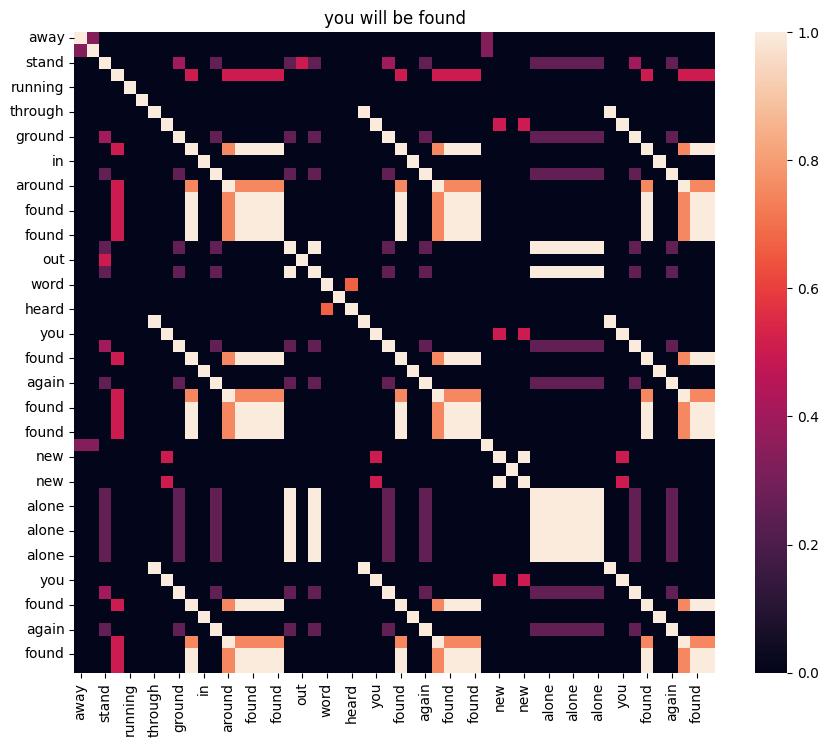 you will be found
away
stand
running
through
ground
in
around
found
found
out
word
heard
you
found
again
found
found
new
new
alone
alone
alone
you
found
again
found
away
stand
running
through
ground
in
around
found
found
out
word
heard
you
found
again
found
found
new
new
alone
alone
alone
you
found
again
found
1.0
0.8
0.6
0.4
0.2
0.0